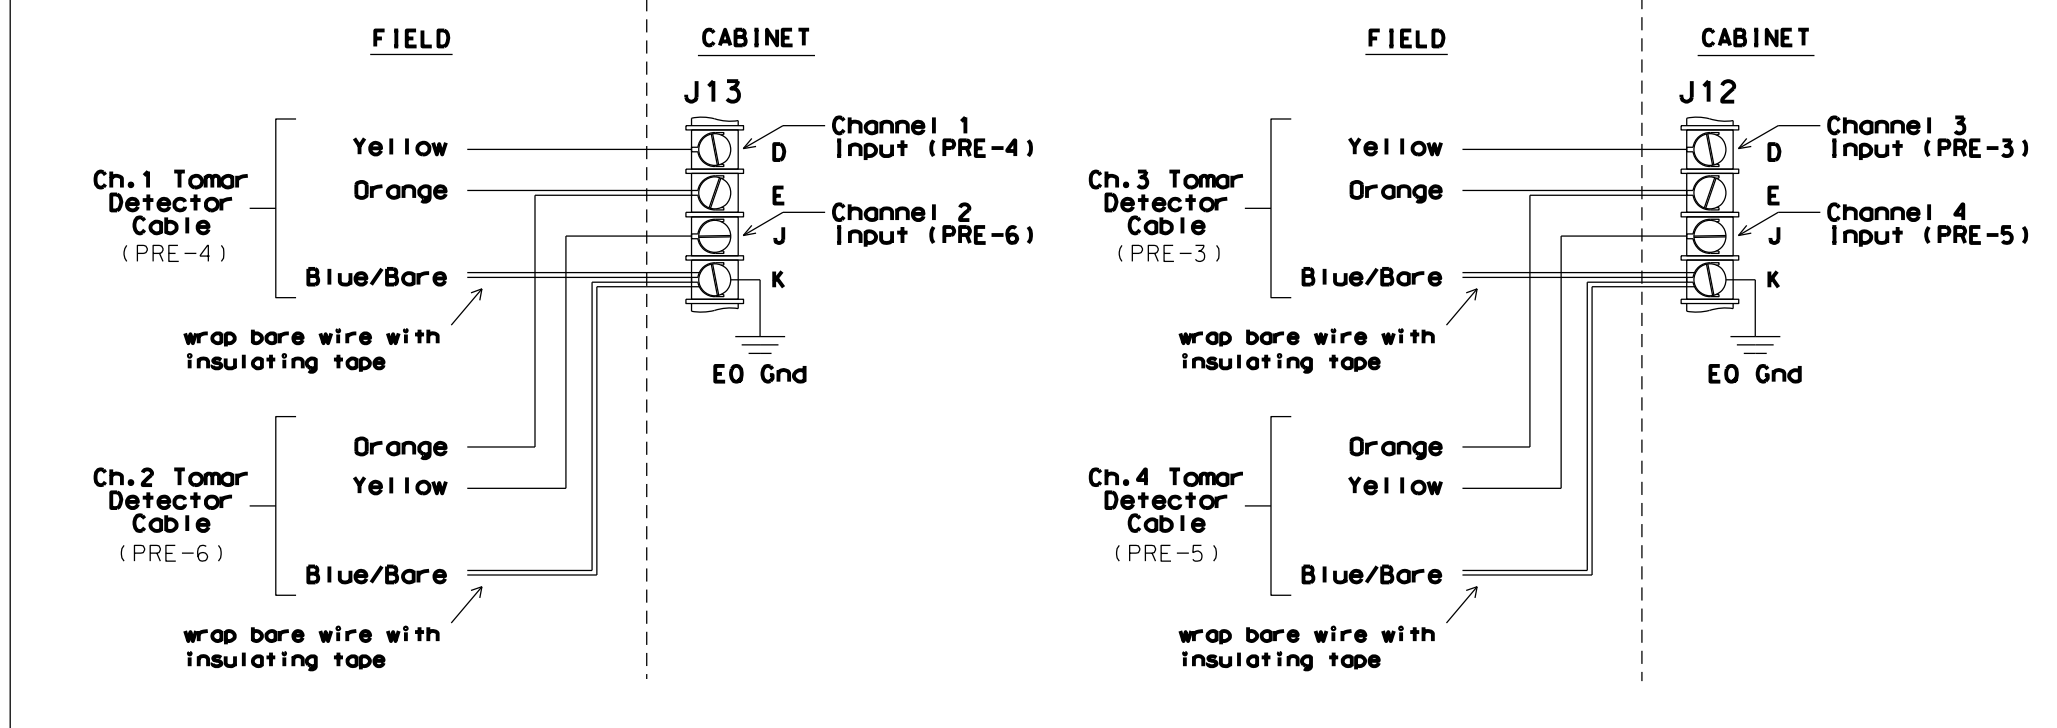 FIELD
CABINET
J13
Yellow
Orange
Blue/Bare
Ch.1 Tomar
Detector
Cable
(PRE-4)
wrap bare wire with
insulating tape
D
E
J
K
Channel 1
Input (PRE-4)
Channel 2
Input (PRE-6)
EO Gnd
Orange
Yellow
Blue/Bare
Ch.2 Tomar
Detector
Cable
(PRE-6)
wrap bare wire with
insulating tape
FIELD
CABINET
J12
Yellow
Orange
Blue/Bare
Ch.3 Tomar
Detector
Cable
(PRE-3)
wrap bare wire with
insulating tape
D
E
J
K
Channel 3
Input (PRE-3)
Channel 4
Input (PRE-5)
EO Gnd
Orange
Yellow
Blue/Bare
Ch.4 Tomar
Detector
Cable
(PRE-5)
wrap bare wire with
insulating tape